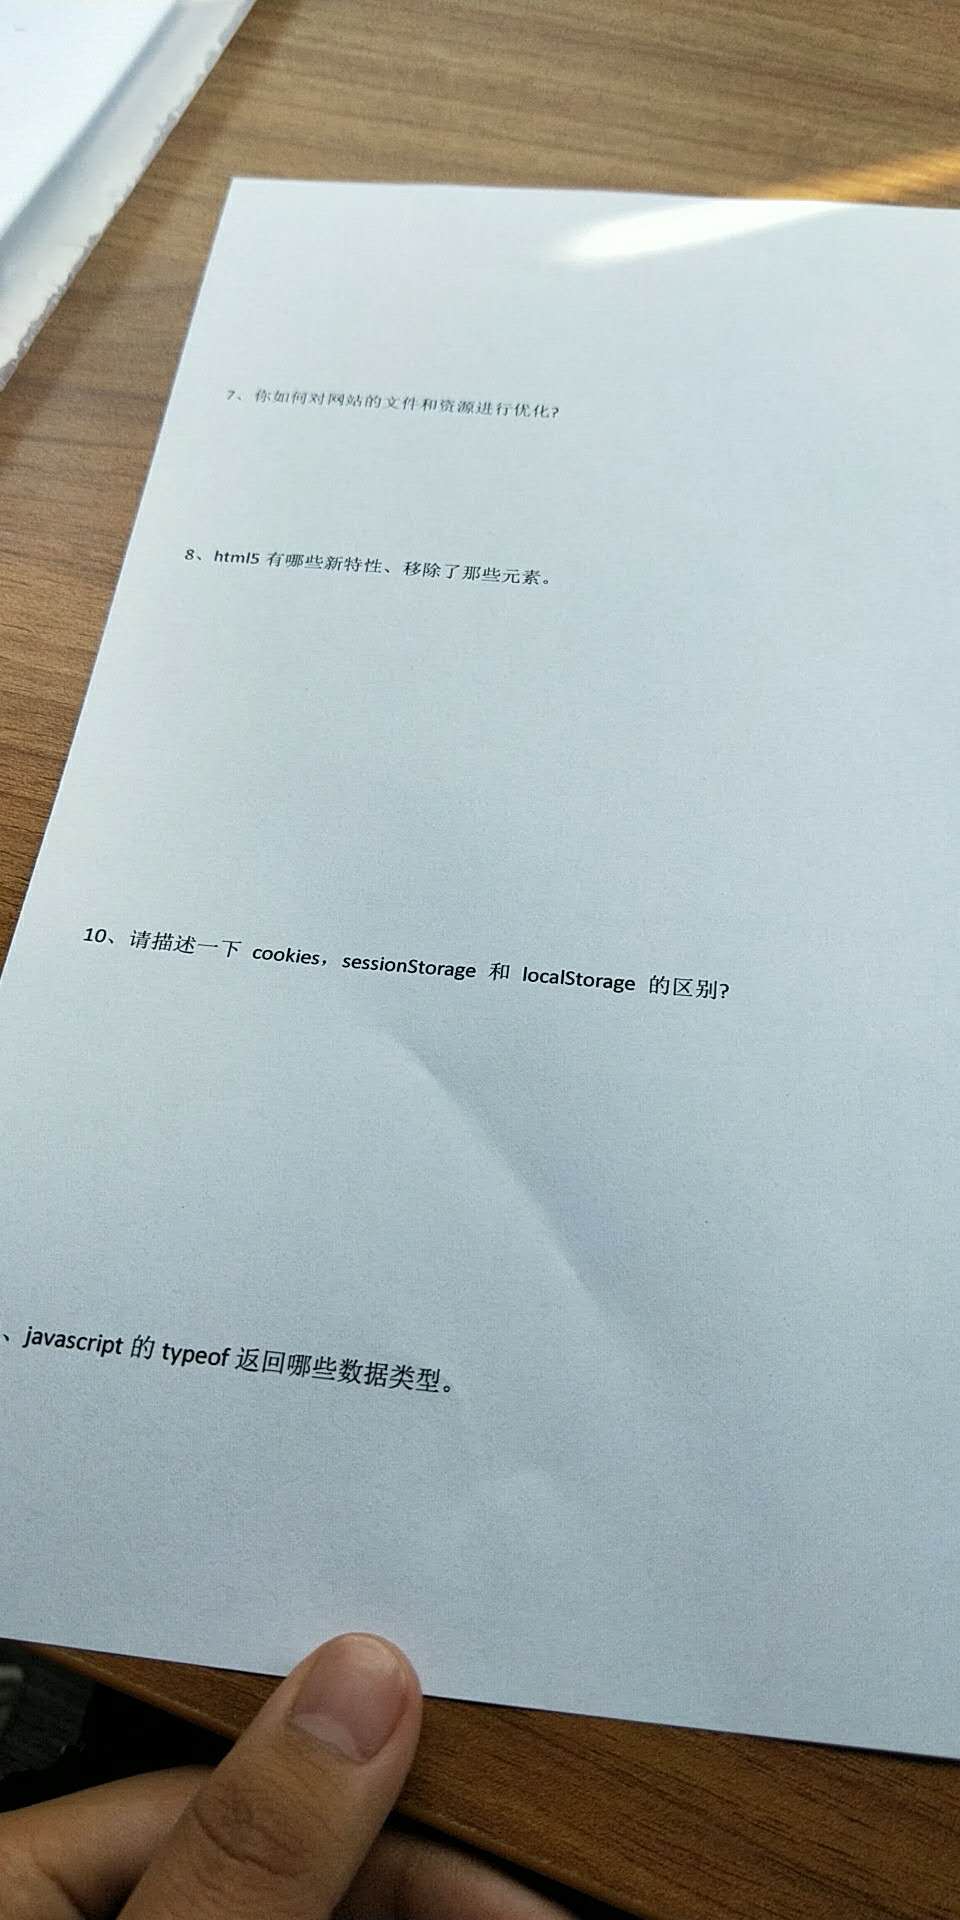 7、你如何对网站的文件和资源进行优化?
8、html5 有哪些新特性、移除了那些元素。
10、请描述一下 cookies，sessionStorage 和 localStorage 的区别?
、javascript 的 typeof 返回哪些数据类型。